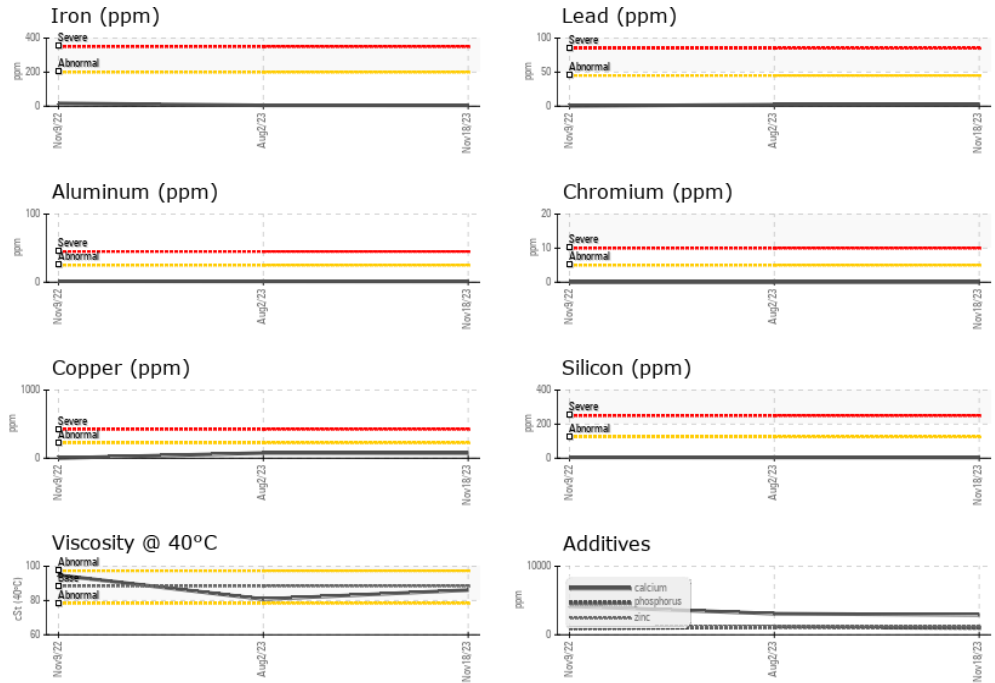 Iron (ppm)
400
200
0
ppm
Severe
Abnormal
Nov9/22
Aug2/23
Nov18/23
Lead (ppm)
100
50
0
ppm
Severe
Abnormal
Nov9/22
Aug2/23
Nov18/23
Aluminum (ppm)
100
50
0
ppm
Severe
Abnormal
Nov9/22
Aug2/23
Nov18/23
Chromium (ppm)
20
10
0
ppm
Severe
Abnormal
Nov9/22
Aug2/23
Nov18/23
Copper (ppm)
1000
500
0
ppm
Severe
Abnormal
Nov9/22
Aug2/23
Nov18/23
Silicon (ppm)
400
200
0
ppm
Severe
Abnormal
Nov9/22
Aug2/23
Nov18/23
Viscosity @ 40°C
100
80
60
cSt (40°C)
Abnormal
Base
Abnormal
Nov9/22
Aug2/23
Nov18/23
Additives
10000
5000
0
ppm
calcium
phosphorus
zinc
Nov9/22
Aug2/23
Nov18/23